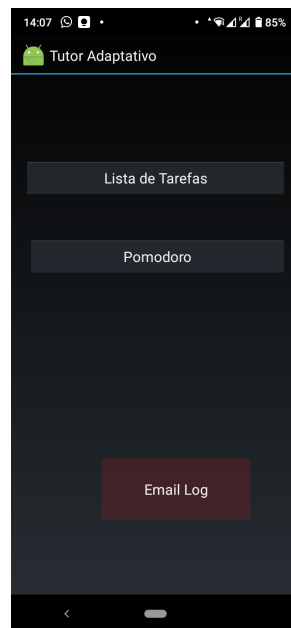 14:07 85%
Tutor Adaptativo
Lista de Tarefas
Pomodoro
Email Log